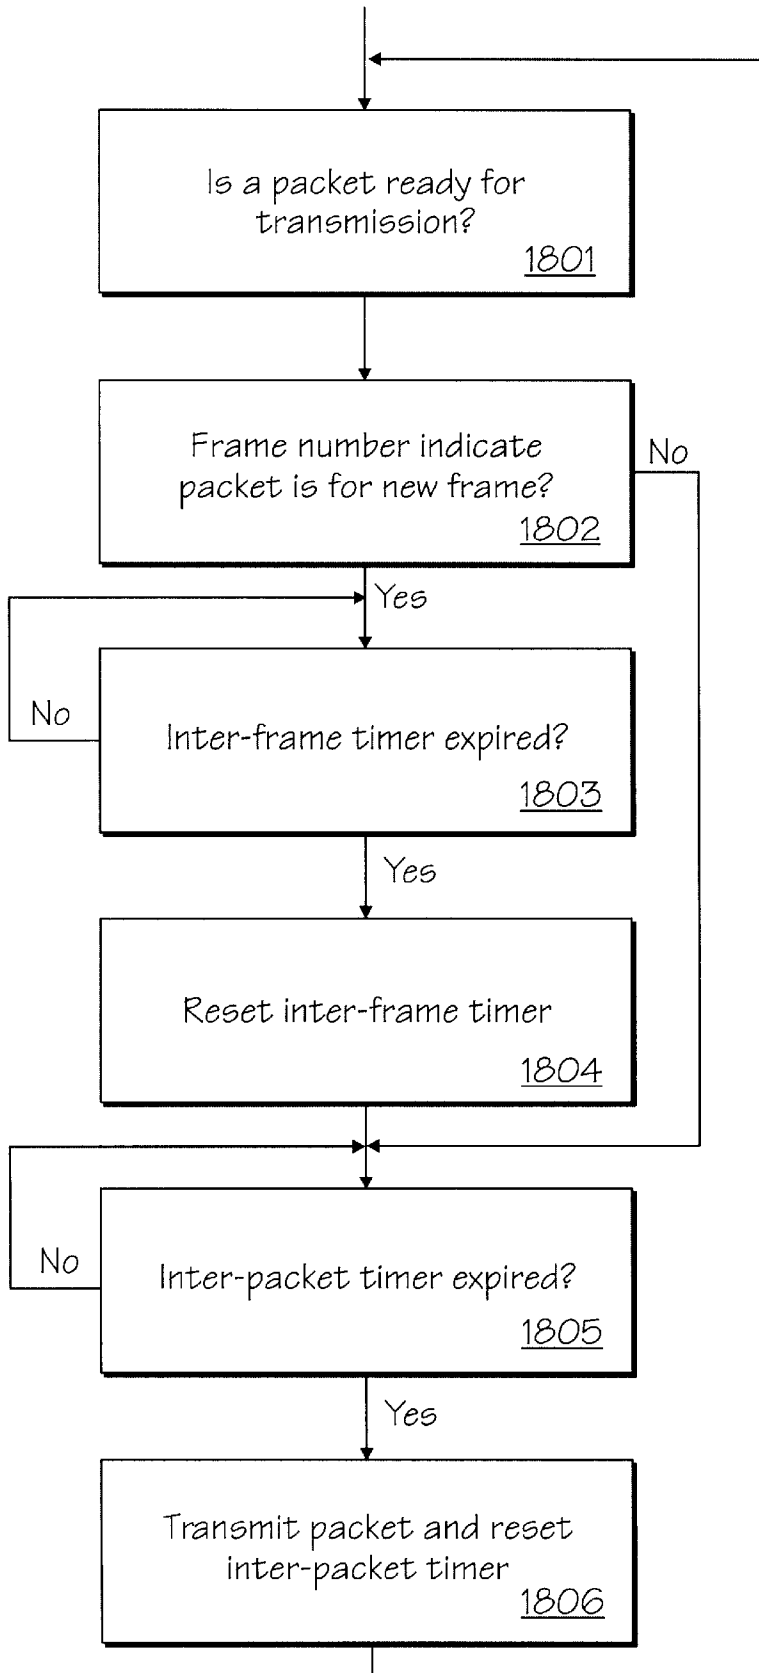 Is a packet ready for
transmission?
1801
Frame number indicate
packet is for new frame?
1802
No
Yes
No
Inter-frame timer expired?
1803
Yes
Reset inter-frame timer
1804
No
Inter-packet timer expired?
1805
Yes
Transmit packet and reset
inter-packet timer
1806